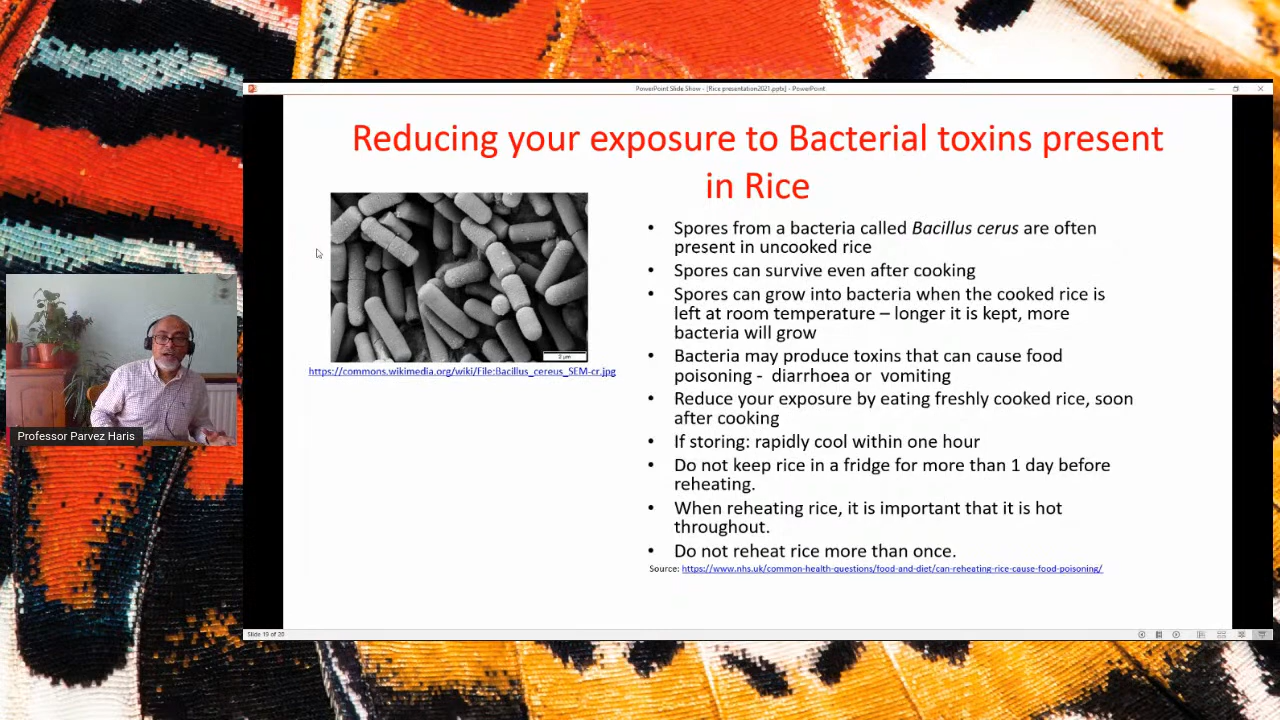 PowerPoint Slide Show - [Rice presentation2021.pptx] - PowerPoint
Reducing your exposure to Bacterial toxins present
in Rice
2 µm
https://commons.wikimedia.org/wiki/File:Bacillus_cereus_SEM-cr.jpg
• Spores from a bacteria called Bacillus cerus are often
present in uncooked rice
• Spores can survive even after cooking
• Spores can grow into bacteria when the cooked rice is
left at room temperature – longer it is kept, more
bacteria will grow
• Bacteria may produce toxins that can cause food
poisoning - diarrhoea or vomiting
• Reduce your exposure by eating freshly cooked rice, soon
after cooking
• If storing: rapidly cool within one hour
• Do not keep rice in a fridge for more than 1 day before
reheating.
• When reheating rice, it is important that it is hot
throughout.
• Do not reheat rice more than once.
Source: https://www.nhs.uk/common-health-questions/food-and-diet/can-reheating-rice-cause-food-poisoning/
Professor Parvez Haris
Slide 19 of 20